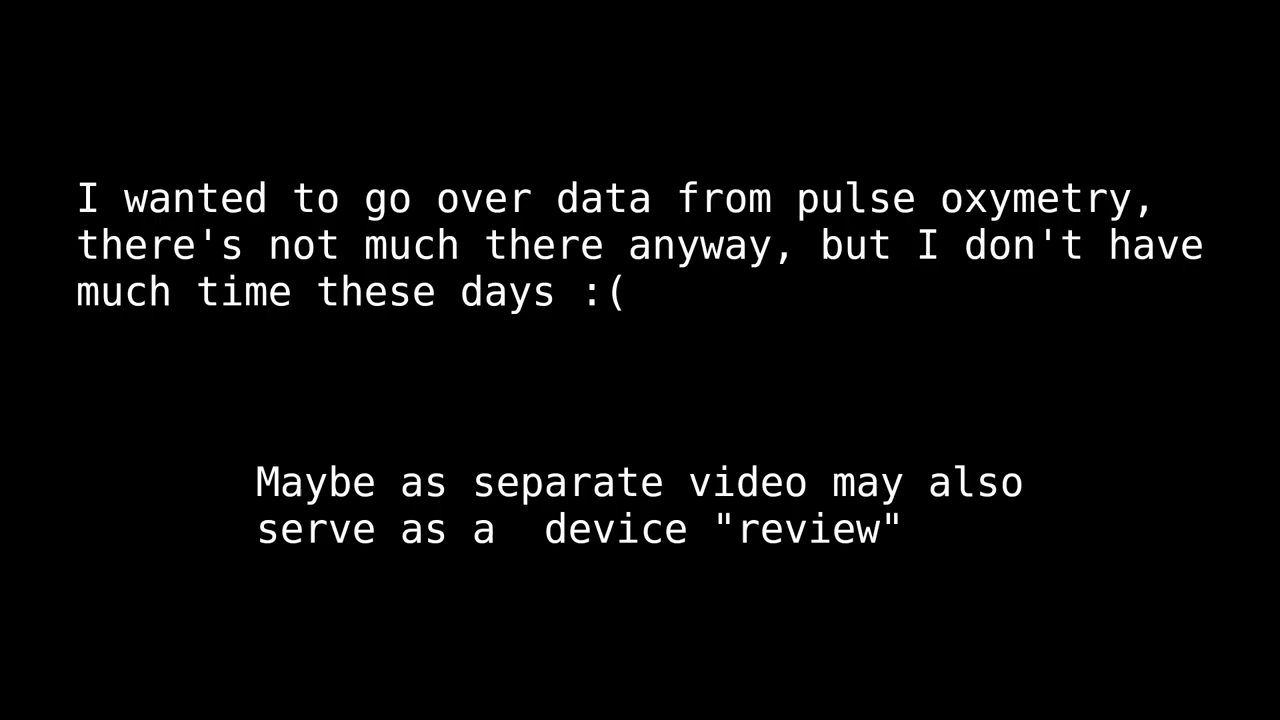 I wanted to go over data from pulse oxymetry,
there's not much there anyway, but I don't have
much time these days :(
Maybe as separate video may also
serve as a  device "review"